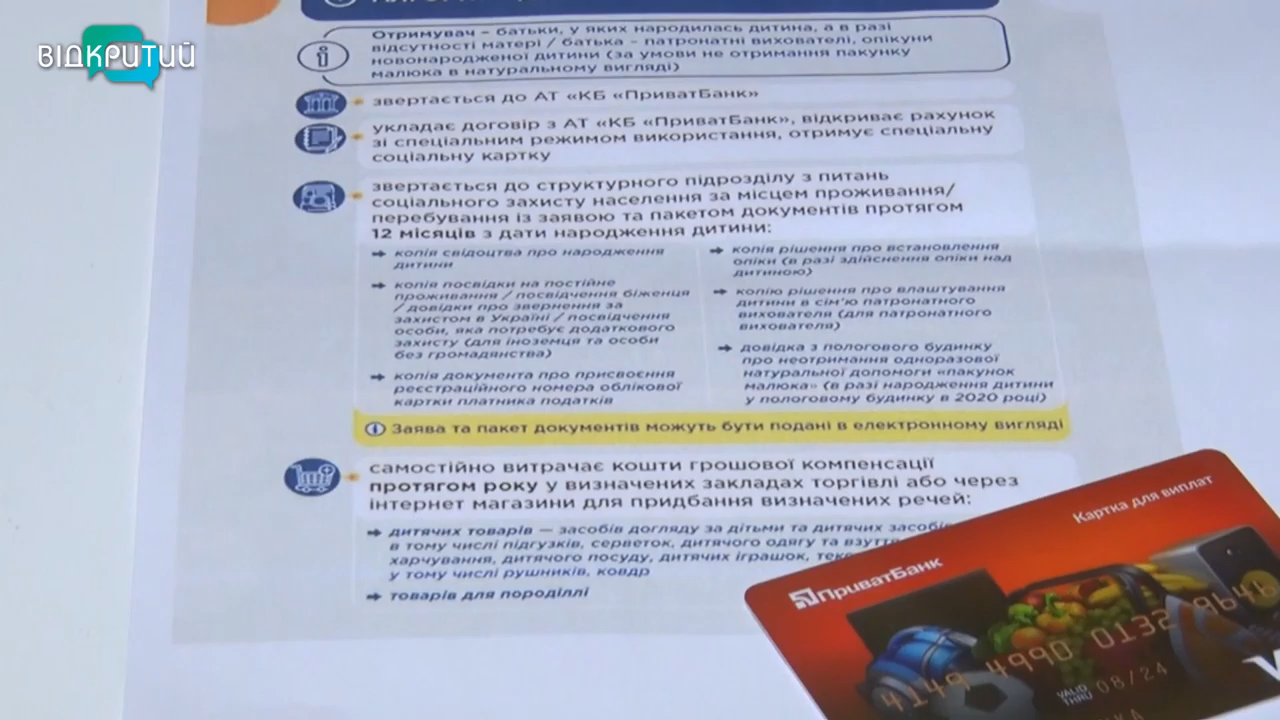 ВІДКРИТИЙ
Отримувач – батьки, у яких народилась дитина, а в разі
відсутності матері / батька – патронатні вихователі, опікуни
новонародженої дитини (за умови не отримання пакунку
малюка в натуральному вигляді)
звертається до АТ «КБ «ПриватБанк»
укладає договір з АТ «КБ «ПриватБанк», відкриває рахунок
зі спеціальним режимом використання, отримує спеціальну
соціальну картку
звертається до структурного підрозділу з питань
соціального захисту населення за місцем проживання/
перебування із заявою та пакетом документів протягом
12 місяців з дати народження дитини:
➔ копія свідоцтва про народження
дитини
➔ копія посвідки на постійне
проживання / посвідчення біженця
/ довідки про звернення за
захистом в Україні / посвідчення
особи, яка потребує додаткового
захисту (для іноземця та особи
без громадянства)
➔ копія документа про присвоєння
реєстраційного номера облікової
картки платника податків
➔ копія рішення про встановлення
опіки (в разі здійснення опіки над
дитиною)
➔ копію рішення про влаштування
дитини в сім'ю патронатного
вихователя (для патронатного
вихователя)
➔ довідка з пологового будинку
про неотримання одноразової
натуральної допомоги «пакунок
малюка» (в разі народження дитини
у пологовому будинку в 2020 році)
Заява та пакет документів можуть бути подані в електронному вигляді
самостійно витрачає кошти грошової компенсації
протягом року у визначених закладах торгівлі або через
інтернет магазини для придбання визначених речей:
➔ дитячих товарів — засобів догляду за дітьми та дитячих засобів
в тому числі підгузків, серветок, дитячого одягу та взуття
харчування, дитячого посуду, дитячих іграшок,
у тому числі рушників, ковдр
➔ товарів для породіллі
Картка для виплат
ПриватБанк
4149 4990 0132 9646
VALID THRU 08/24